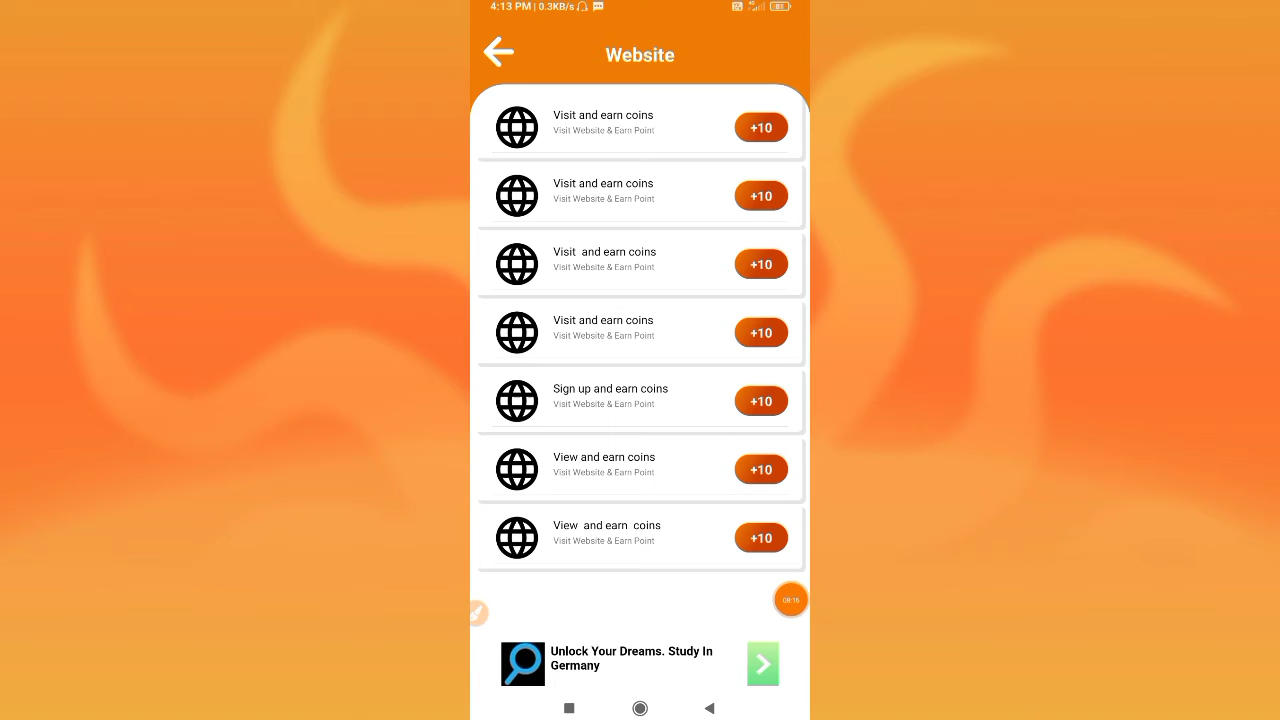 4:13 PM | 0.3KB/s
Website
Visit and earn coins
Visit Website & Earn Point
+10
Visit and earn coins
Visit Website & Earn Point
+10
Visit  and earn coins
Visit Website & Earn Point
+10
Visit and earn coins
Visit Website & Earn Point
+10
Sign up and earn coins
Visit Website & Earn Point
+10
View and earn coins
Visit Website & Earn Point
+10
View  and earn  coins
Visit Website & Earn Point
+10
Unlock Your Dreams. Study In
Germany